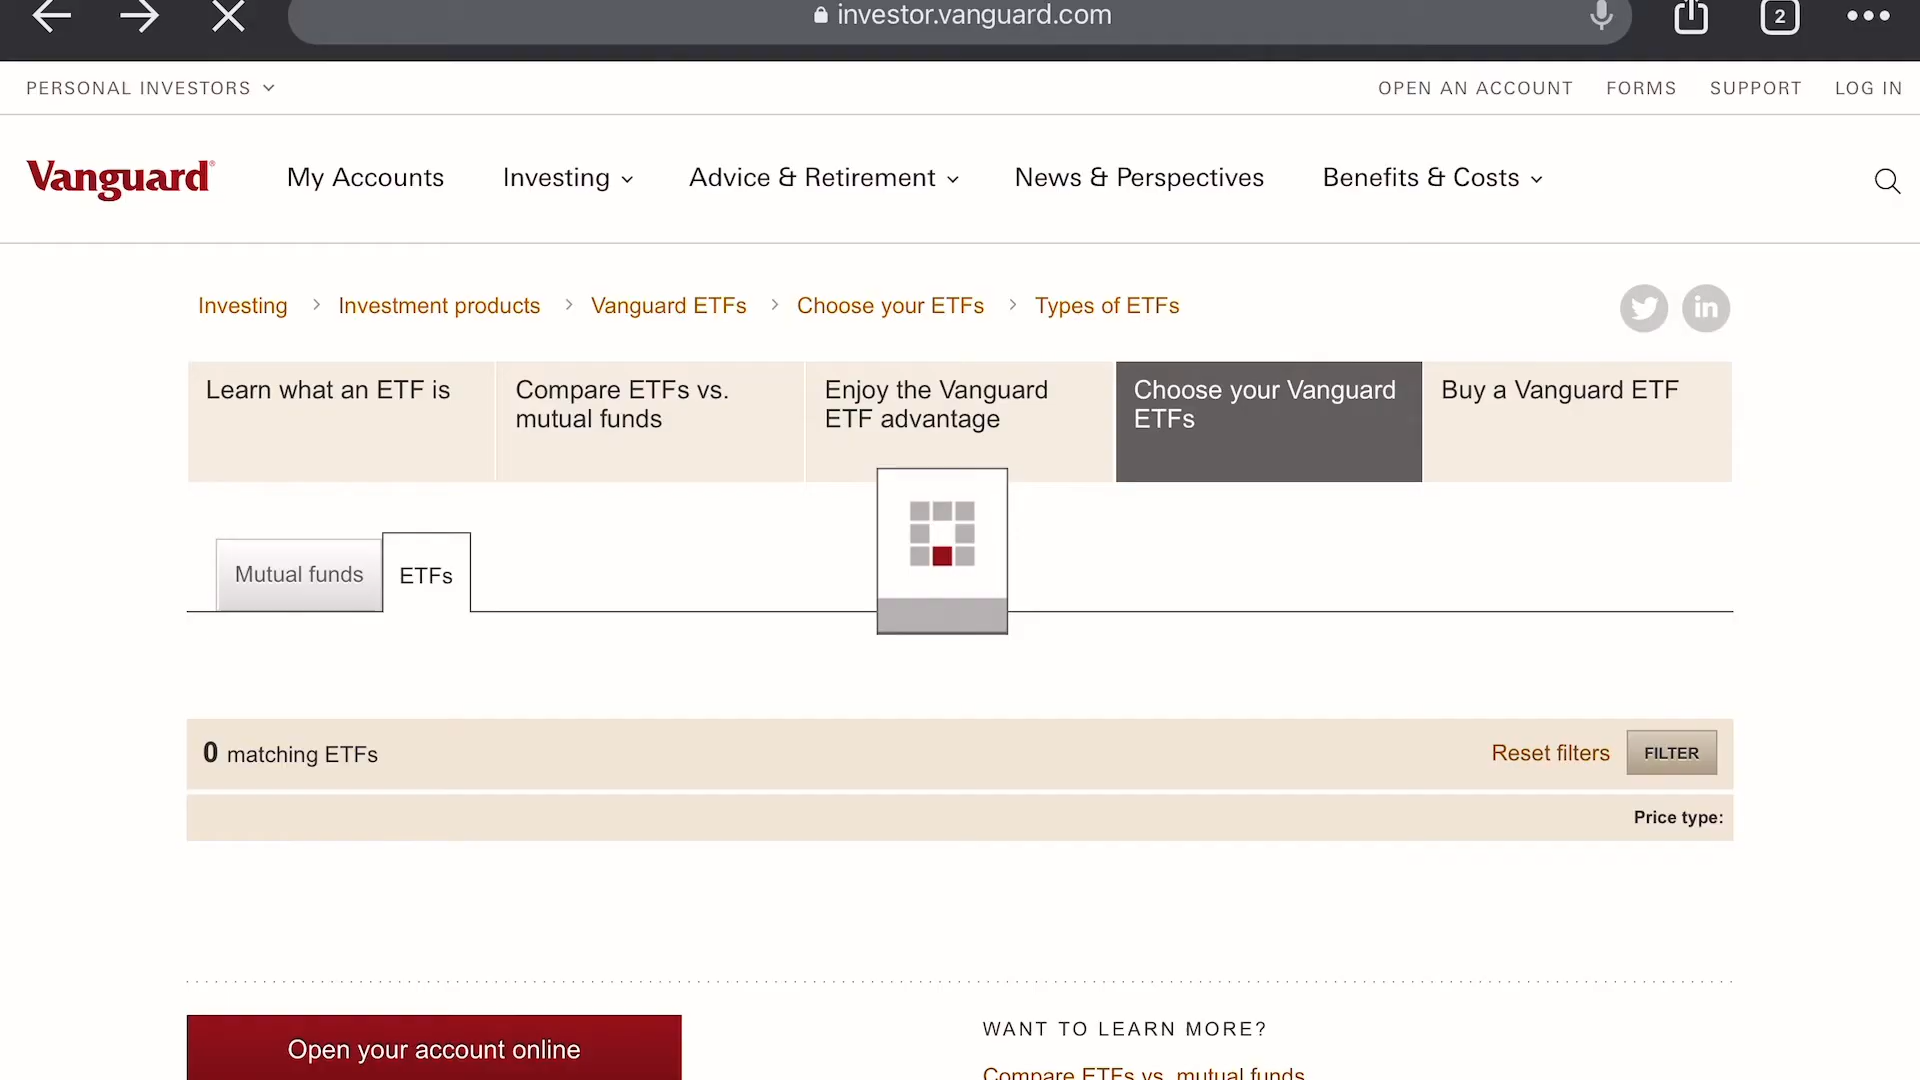 investor.vanguard.com
2
PERSONAL INVESTORS
OPEN AN ACCOUNT FORMS SUPPORT LOG IN
Vanguard®
My Accounts Investing Advice & Retirement News & Perspectives Benefits & Costs
Investing > Investment products > Vanguard ETFs > Choose your ETFs > Types of ETFs
in
Learn what an ETF is
Compare ETFs vs.
mutual funds
Enjoy the Vanguard
ETF advantage
Choose your Vanguard
ETFs
Buy a Vanguard ETF
Mutual funds
ETFs
0 matching ETFs
Reset filters FILTER
Price type:
Open your account online
WANT TO LEARN MORE?
Compare ETFs vs. mutual funds